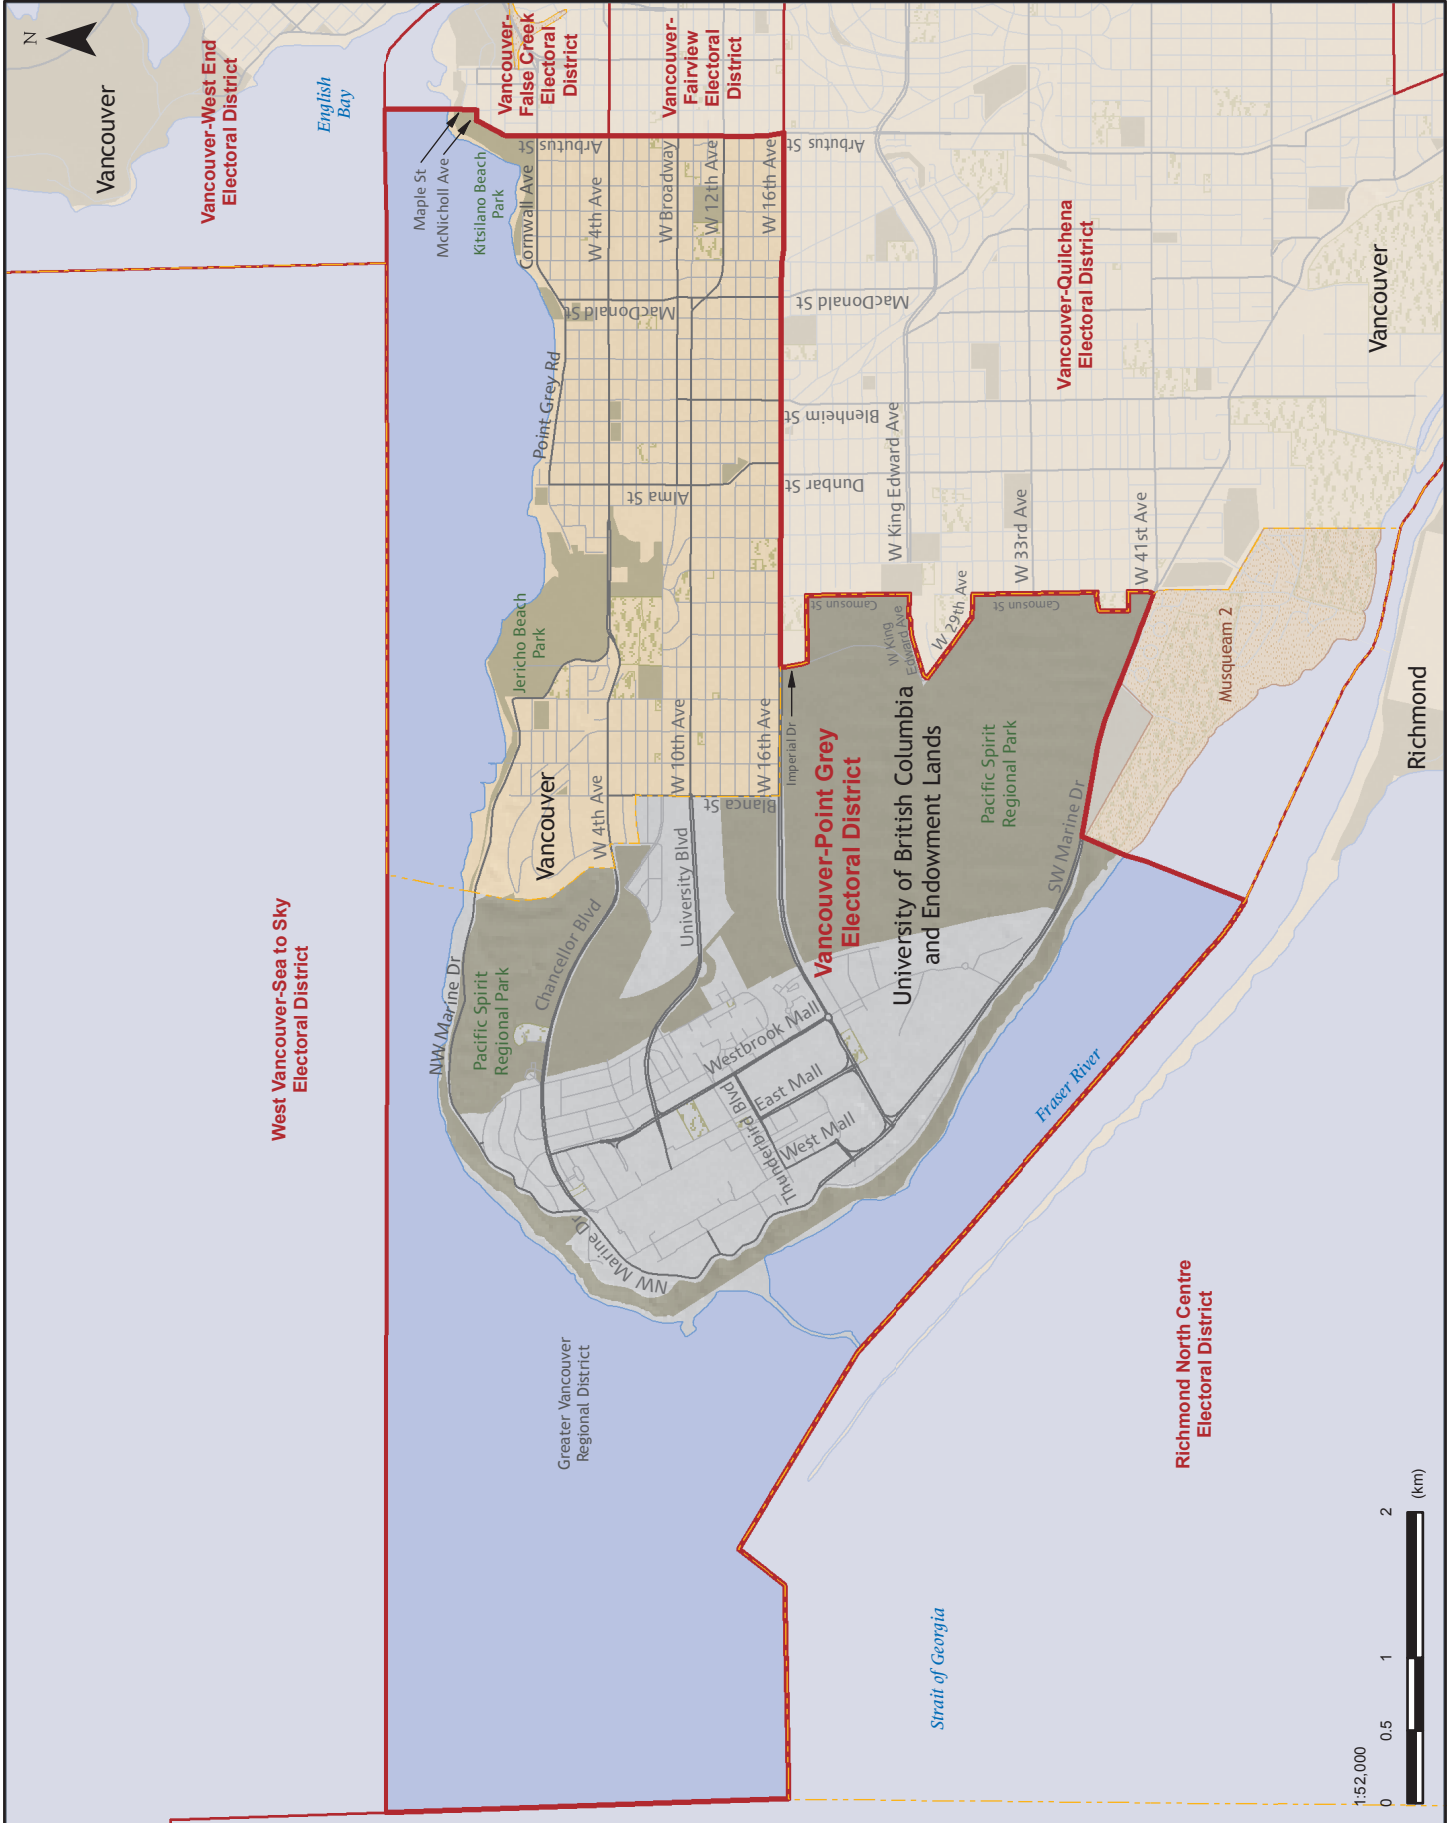 N
Vancouver
Vancouver-West End
Electoral District
English
Bay
Vancouver-
False Creek
Electoral
District
Vancouver-
Fairview
Electoral
District
Maple St
McNicholl Ave
Kitsilano Beach
Park
Cornwall Ave
Arbutus St
W 4th Ave
W Broadway
W 12th Ave
W 16th Ave
Arbutus St
MacDonald St
MacDonald St
Point Grey Rd
Alma St
Blenheim St
Dunbar St
W King Edward Ave
W 33rd Ave
W 41st Ave
Vancouver-Quilchena
Electoral District
Vancouver
Jericho Beach
Park
Camosun St
Camosun St
W King
Edward Ave
W 29th Ave
Musqueam 2
Richmond
West Vancouver-Sea to Sky
Electoral District
Vancouver
W 4th Ave
W 10th Ave
W 16th Ave
Blanca St
Imperial Dr
Vancouver-Point Grey
Electoral District
University of British Columbia
and Endowment Lands
Pacific Spirit
Regional Park
SW Marine Dr
NW Marine Dr
Pacific Spirit
Regional Park
Chancellor Blvd
University Blvd
Westbrook Mall
East Mall
West Mall
Thunderbird Blvd
NW Marine Dr
Fraser River
Greater Vancouver
Regional District
Richmond North Centre
Electoral District
Strait of Georgia
1:52,000
0 0.5 1 2
(km)